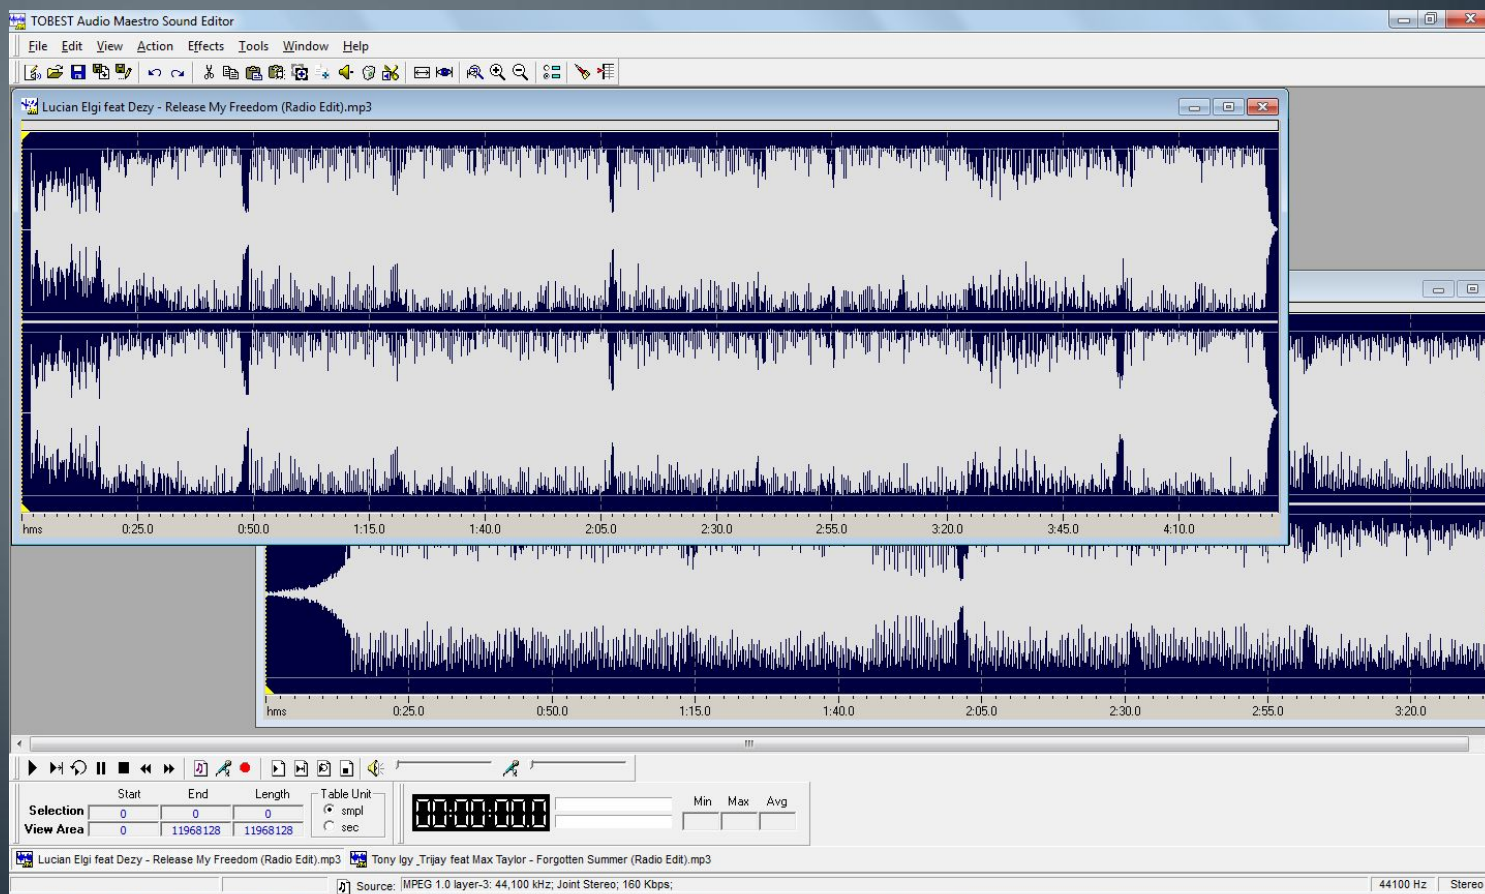 TOBEST Audio Maestro Sound Editor
File Edit View Action Effects Tools Window Help
Lucian Elgi feat Dezy - Release My Freedom (Radio Edit).mp3
hms 0:25.0 0:50.0 1:15.0 1:40.0 2:05.0 2:30.0 2:55.0 3:20.0 3:45.0 4:10.0
hms 0:25.0 0:50.0 1:15.0 1:40.0 2:05.0 2:30.0 2:55.0 3:20.0
Start End Length Table Unit
Selection 0 0 0 smpl
View Area 0 11968128 11968128 sec
00:00:00.0
Min Max Avg
Lucian Elgi feat Dezy - Release My Freedom (Radio Edit).mp3 Tony Igy _Trijay feat Max Taylor - Forgotten Summer (Radio Edit).mp3
Source: MPEG 1.0 layer-3: 44,100 kHz; Joint Stereo; 160 Kbps; 44100 Hz Stereo